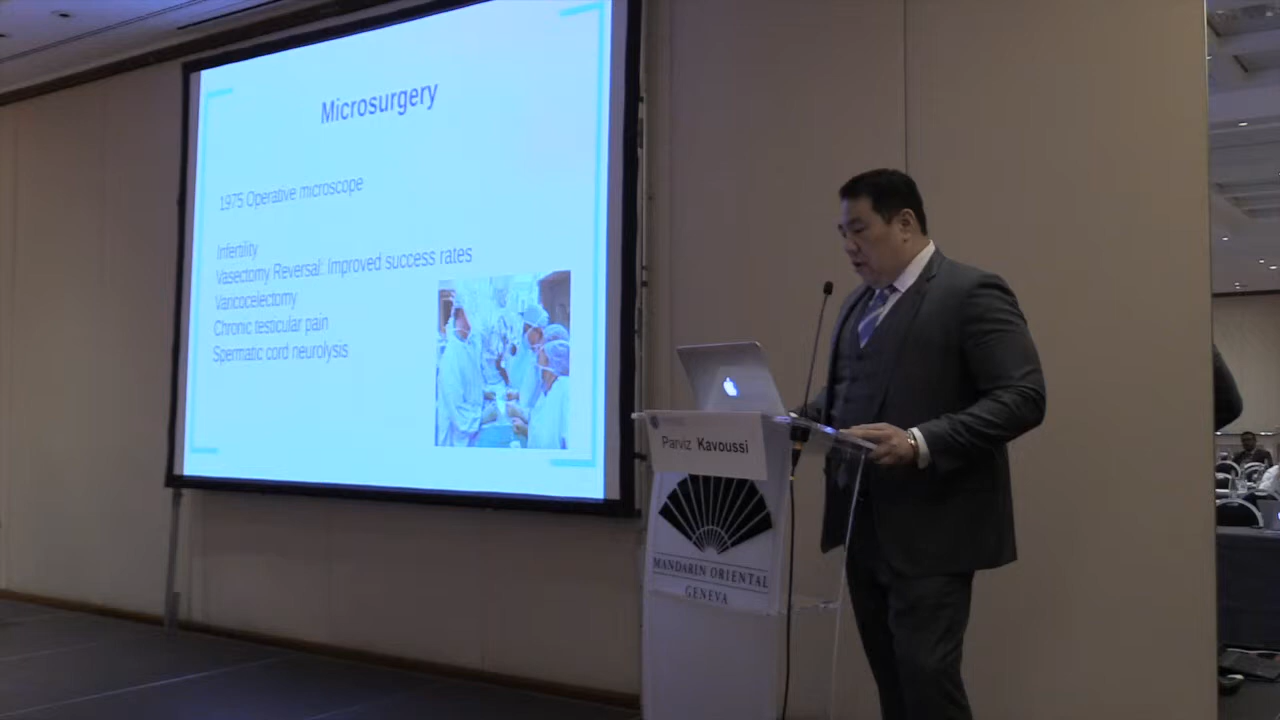 Microsurgery
1975 Operative microscope
Infertility
Vasectomy Reversal: Improved success rates
Varicocelectomy
Chronic testicular pain
Spermatic cord neurolysis
Parviz Kavoussi
MANDARIN ORIENTAL
GENEVA